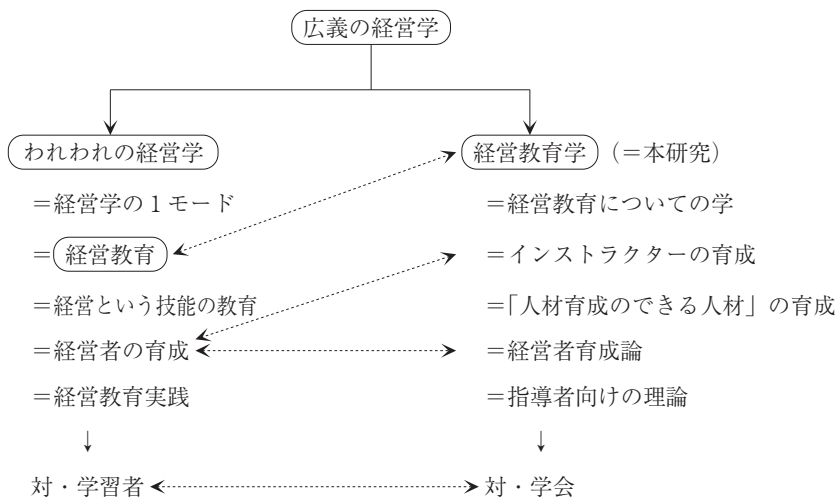 広義の経営学
われわれの経営学
＝経営学の1モード
＝経営教育
＝経営という技能の教育
＝経営者の育成
＝経営教育実践
↓
対・学習者
経営教育学（＝本研究）
＝経営教育についての学
＝インストラクターの育成
＝「人材育成のできる人材」の育成
＝経営者育成論
＝指導者向けの理論
↓
対・学会